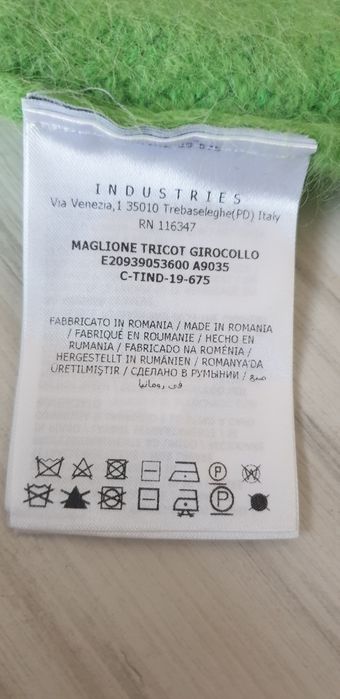 I N D U S T R I E S
Via Venezia,1 35010 Trebaseleghe(PD) Italy
RN 116347
MAGLIONE TRICOT GIROCOLLO
E20939053600 A9035
C-TIND-19-675
FABBRICATO IN ROMANIA / MADE IN ROMANIA
/ FABRIQUÉ EN ROUMANIE / HECHO EN
RUMANIA / FABRICADO NA ROMÉNIA /
HERGESTELLT IN RUMÄNIEN / ROMANYA'DA
ÜRETILMIŞTIR / СДЕЛАНО В РУМЫНИИ / صنع
في رومانيا
P W
P